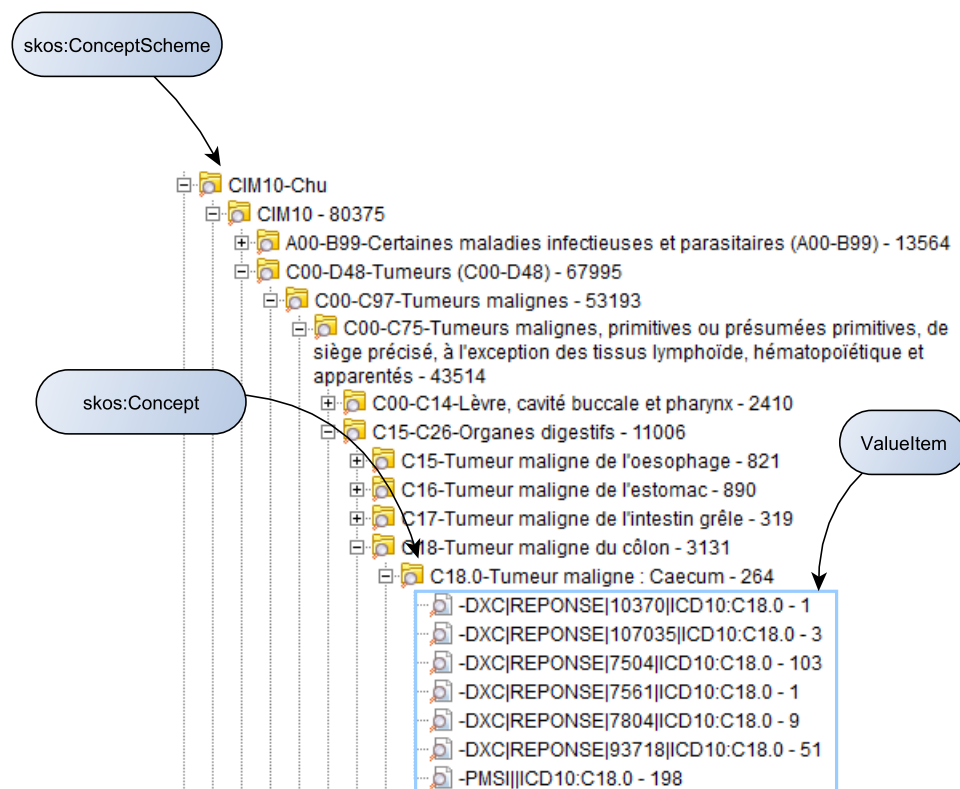 skos:ConceptScheme
CIM10-Chu
CIM10 - 80375
A00-B99-Certaines maladies infectieuses et parasitaires (A00-B99) - 13564
C00-D48-Tumeurs (C00-D48) - 67995
C00-C97-Tumeurs malignes - 53193
C00-C75-Tumeurs malignes, primitives ou présumées primitives, de
siège précisé, à l'exception des tissus lymphoïde, hématopoïétique et
apparentés - 43514
skos:Concept
C00-C14-Lèvre, cavité buccale et pharynx - 2410
C15-C26-Organes digestifs - 11006
ValueItem
C15-Tumeur maligne de l'oesophage - 821
C16-Tumeur maligne de l'estomac - 890
C17-Tumeur maligne de l'intestin grêle - 319
C18-Tumeur maligne du côlon - 3131
C18.0-Tumeur maligne : Caecum - 264
-DXC|REPONSE|10370|ICD10:C18.0 - 1
-DXC|REPONSE|107035|ICD10:C18.0 - 3
-DXC|REPONSE|7504|ICD10:C18.0 - 103
-DXC|REPONSE|7561|ICD10:C18.0 - 1
-DXC|REPONSE|7804|ICD10:C18.0 - 9
-DXC|REPONSE|93718|ICD10:C18.0 - 51
-PMSI|||ICD10:C18.0 - 198